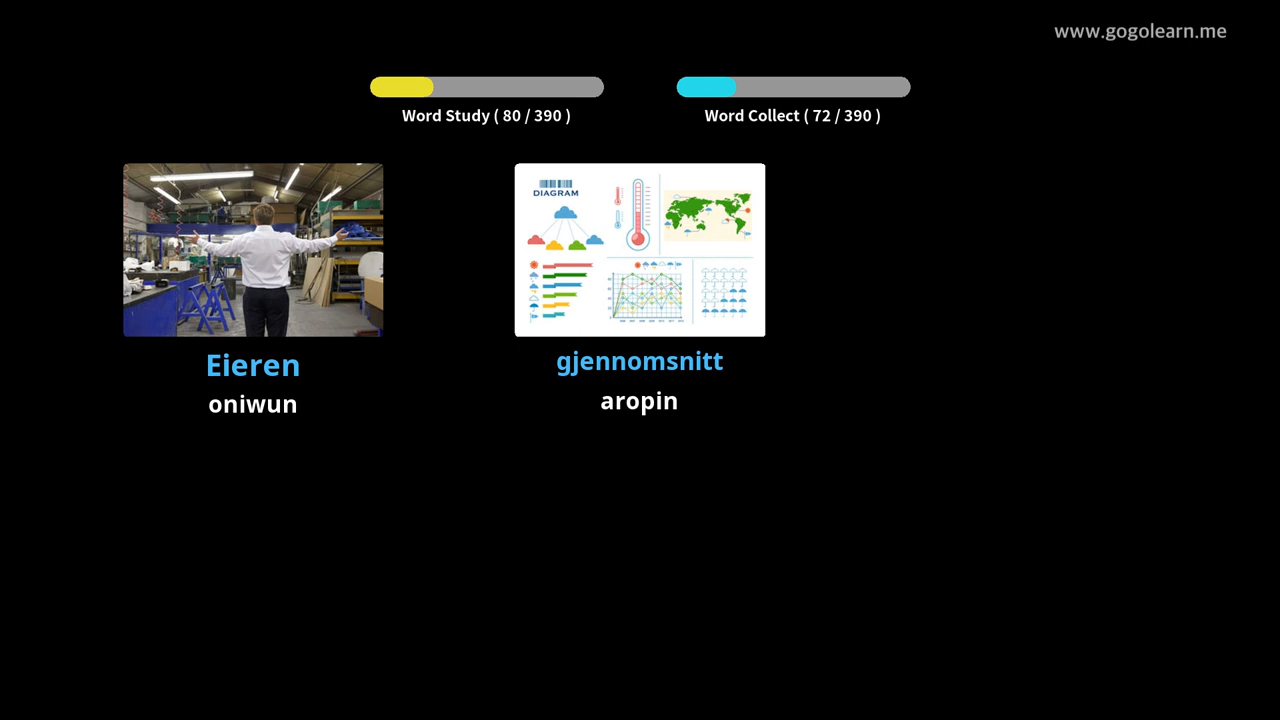 www.gogolearn.me
Word Study ( 80 / 390 )
Word Collect ( 72 / 390 )
DIAGRAM
Eieren
oniwun
gjennomsnitt
aropin